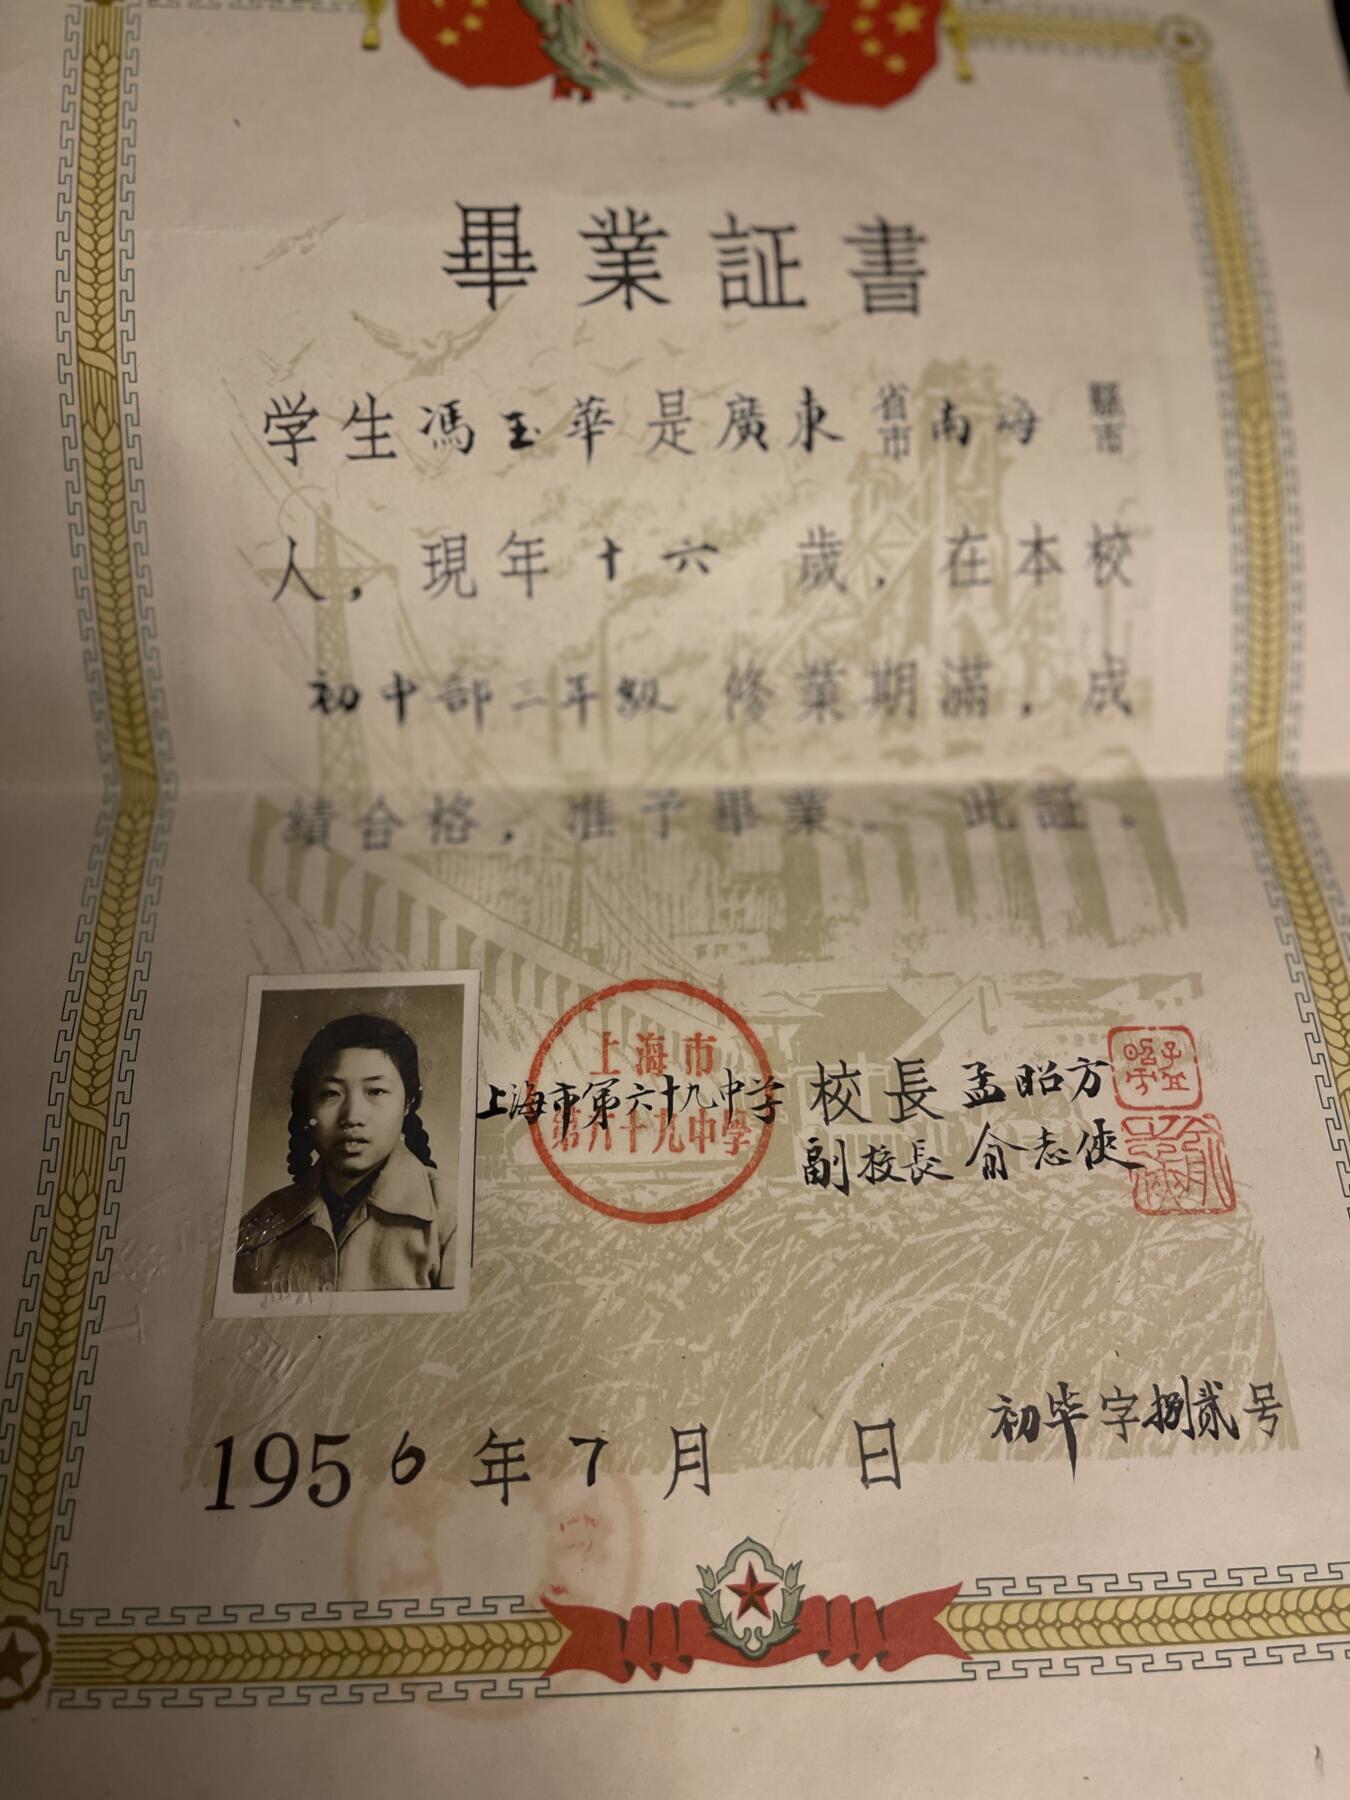 畢業証書
学生馮玉華是廣東省市南海縣市
人，現年十六歲，在本校
初中部三年級修業期滿，成
績合格，准予畢業。此証。
上海市
第六十九中學
上海市第六十九中学
校長孟昭方
副校長俞志俠
初毕字捌贰号
1956年7月 日